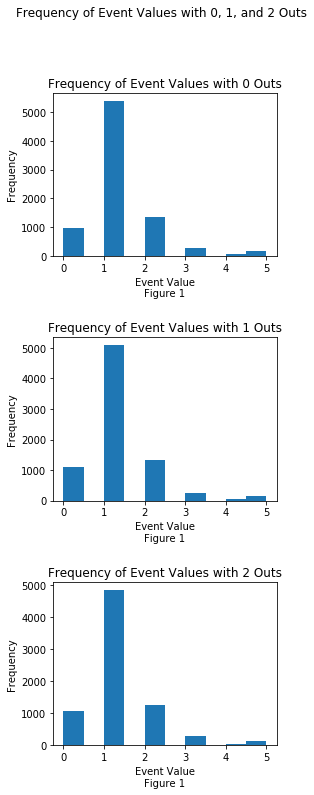 Frequency of Event Values with 0, 1, and 2 Outs
Frequency of Event Values with 0 Outs
5000
4000
3000
2000
1000
0
Frequency
0 1 2 3 4 5
Event Value
Figure 1
Frequency of Event Values with 1 Outs
5000
4000
3000
2000
1000
0
Frequency
0 1 2 3 4 5
Event Value
Figure 1
Frequency of Event Values with 2 Outs
5000
4000
3000
2000
1000
0
Frequency
0 1 2 3 4 5
Event Value
Figure 1